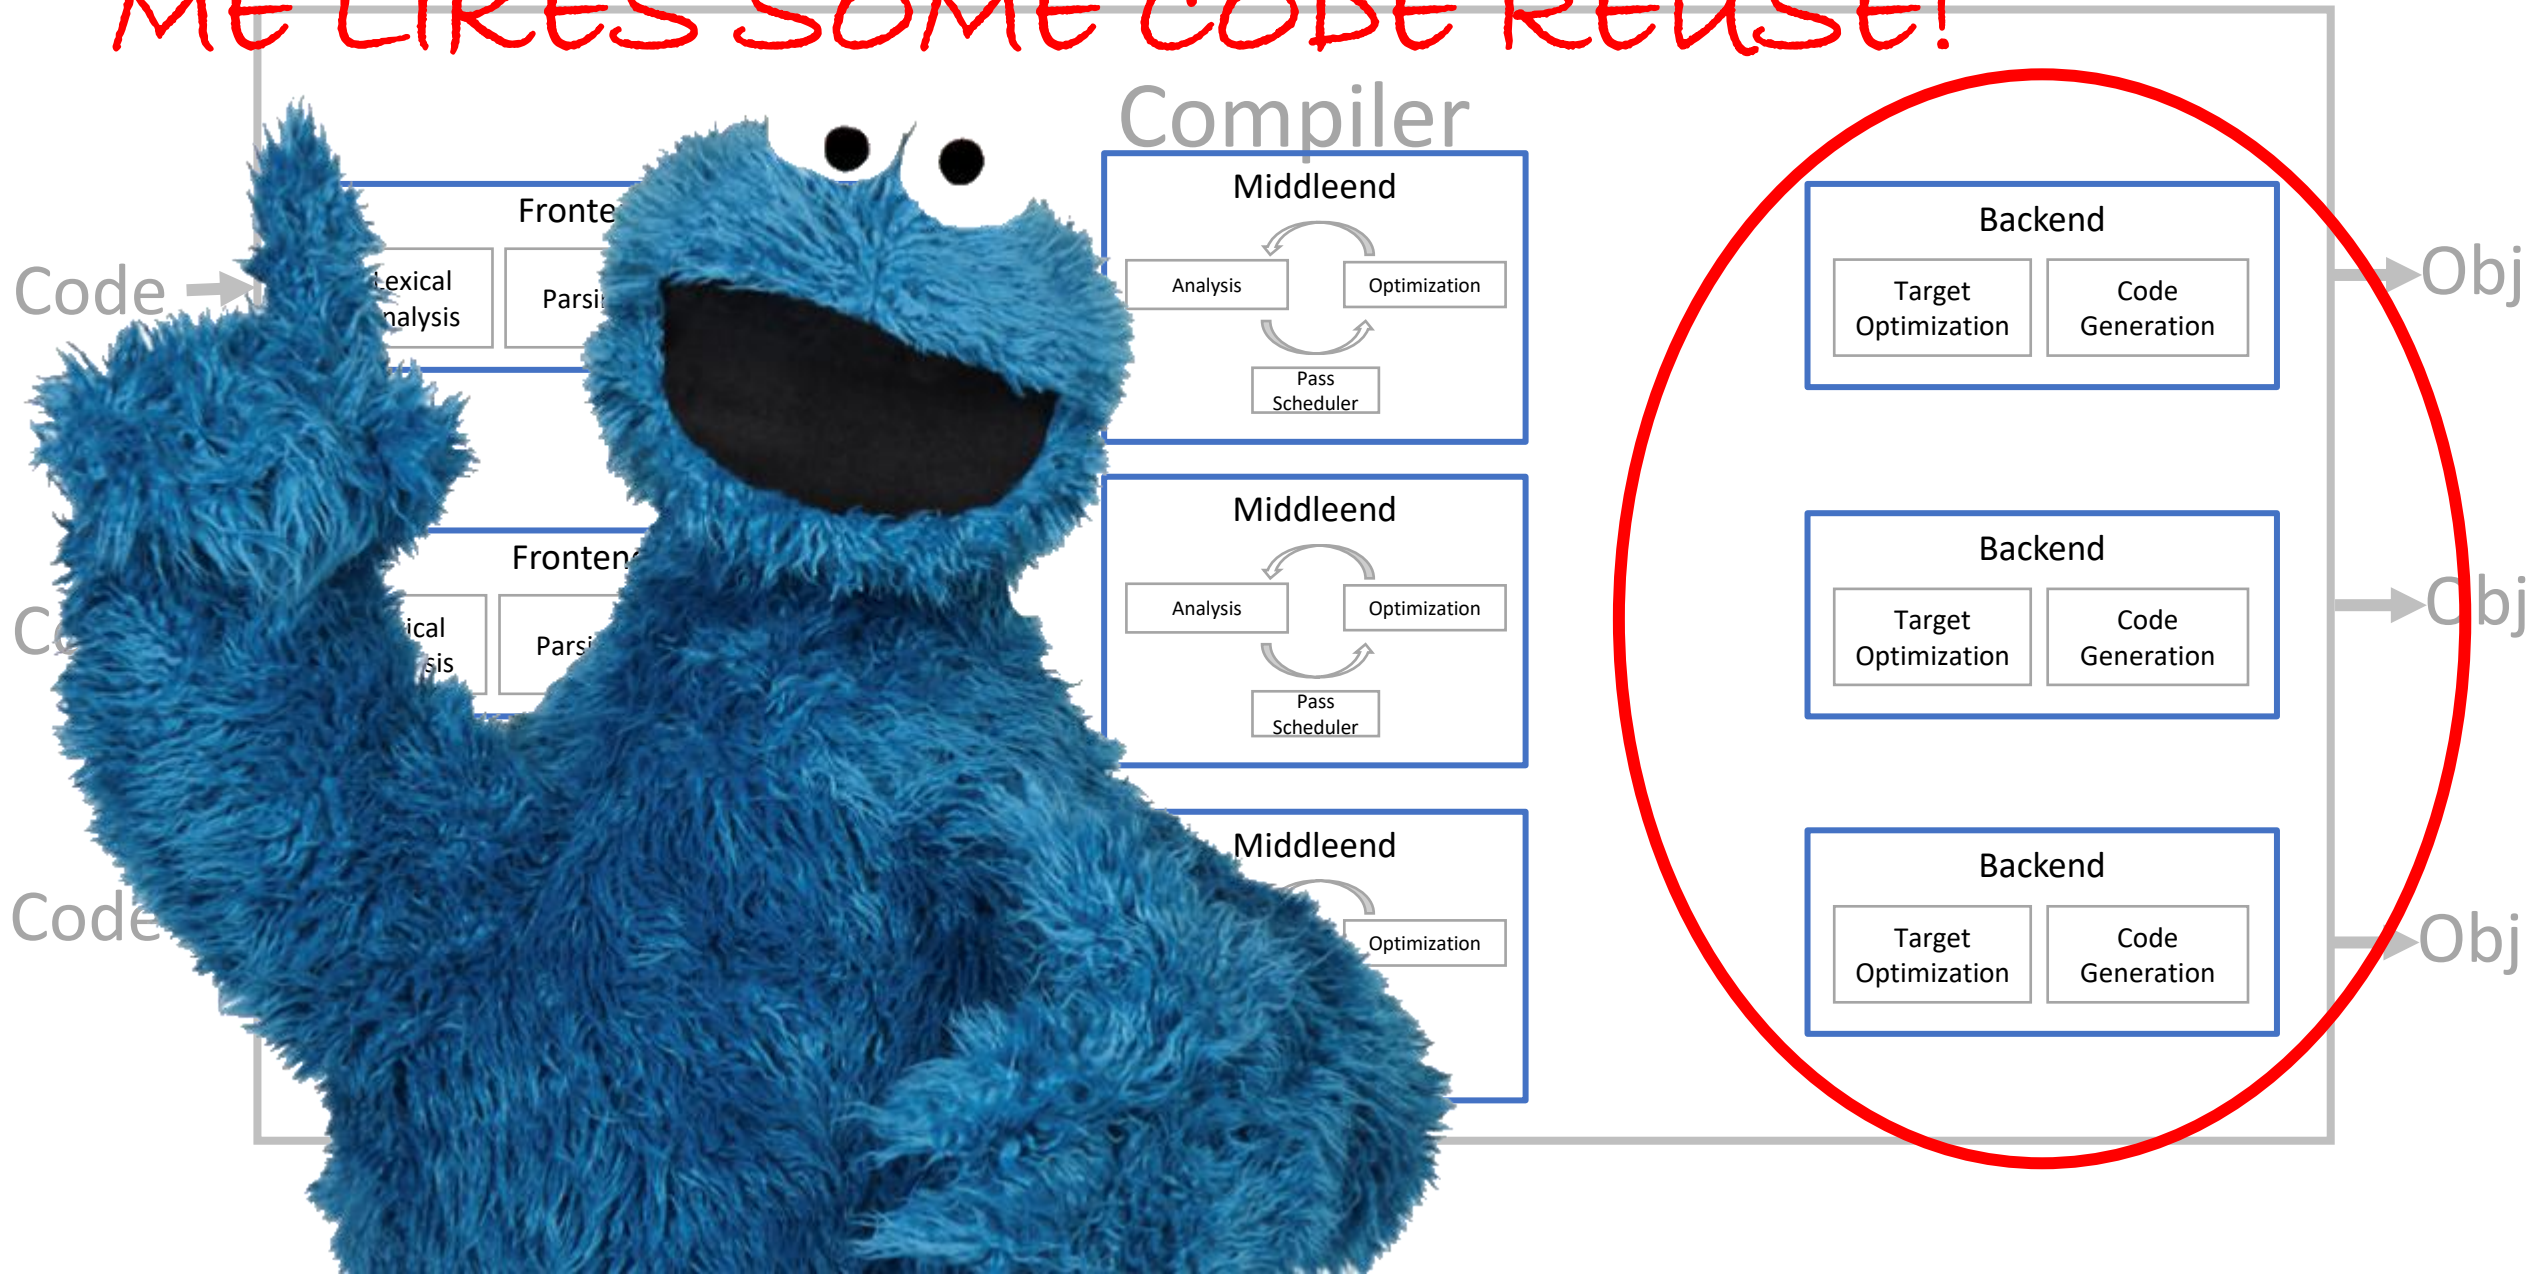 ME LIKES SOME CODE REUSE!
Compiler
Middleend
Backend
Code
Parsi
Analysis
Optimization
Pass
Scheduler
Target
Optimization
Code
Generation
Obj
Middleend
Backend
Analysis
Optimization
Pass
Scheduler
Target
Optimization
Code
Generation
Obj
Middleend
Backend
Code
Optimization
Target
Optimization
Code
Generation
Obj